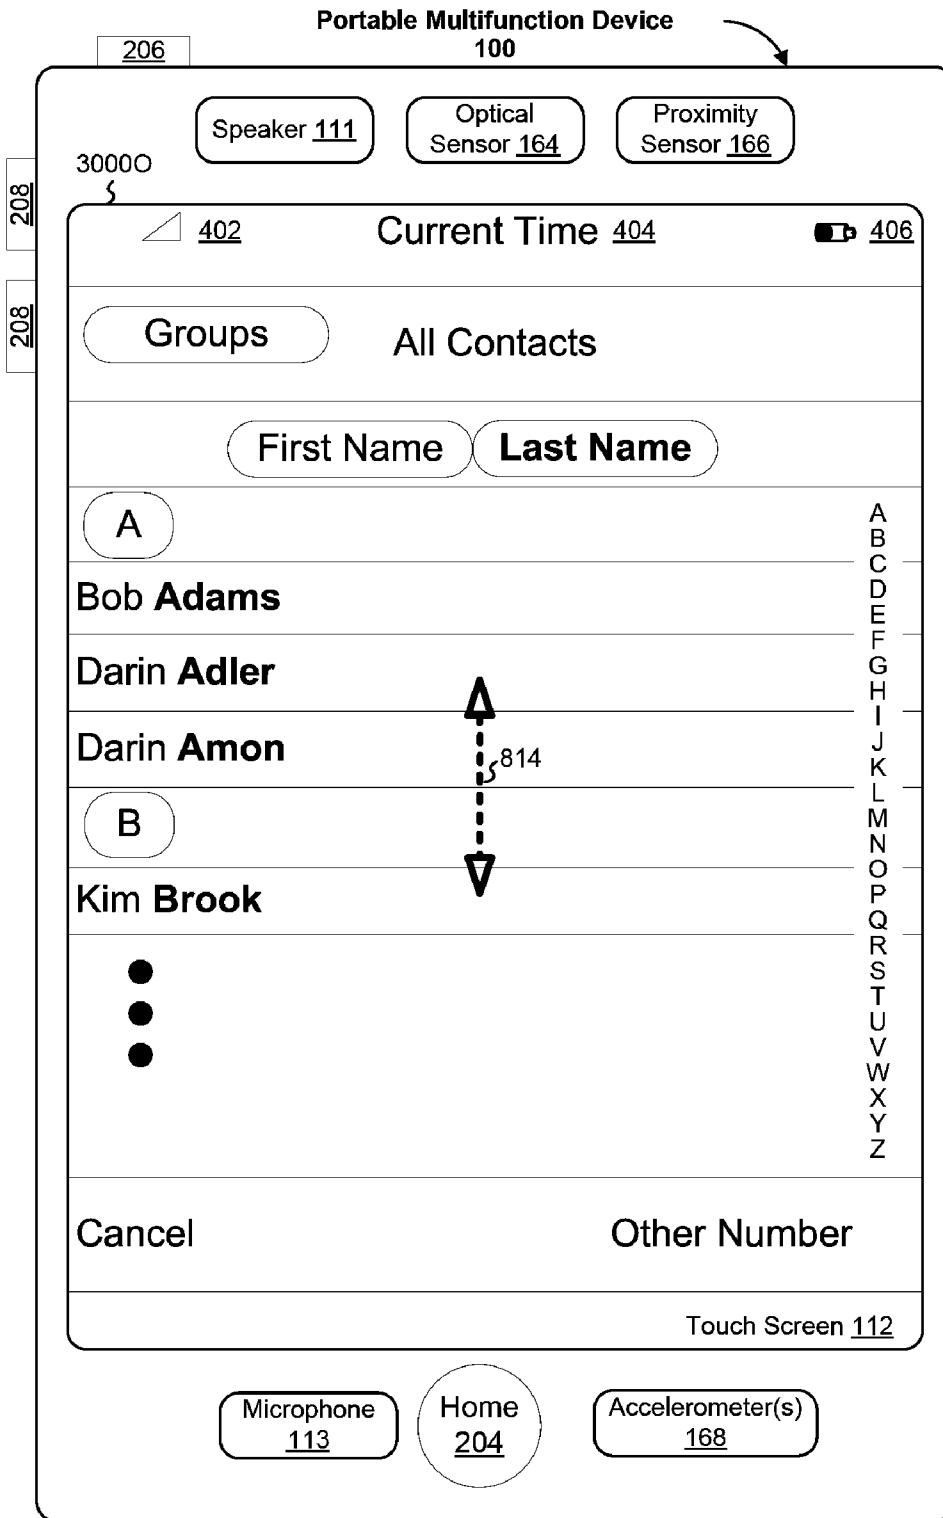 Portable Multifunction Device
100
206
Speaker 111
Optical
Sensor 164
Proximity
Sensor 166
3000O
208
208
402
Current Time 404
406
Groups
All Contacts
First Name
Last Name
A
Bob Adams
Darin Adler
Darin Amon
814
B
Kim Brook
A
B
C
D
E
F
G
H
I
J
K
L
M
N
O
P
Q
R
S
T
U
V
W
X
Y
Z
Cancel
Other Number
Touch Screen 112
Microphone
113
Home
204
Accelerometer(s)
168